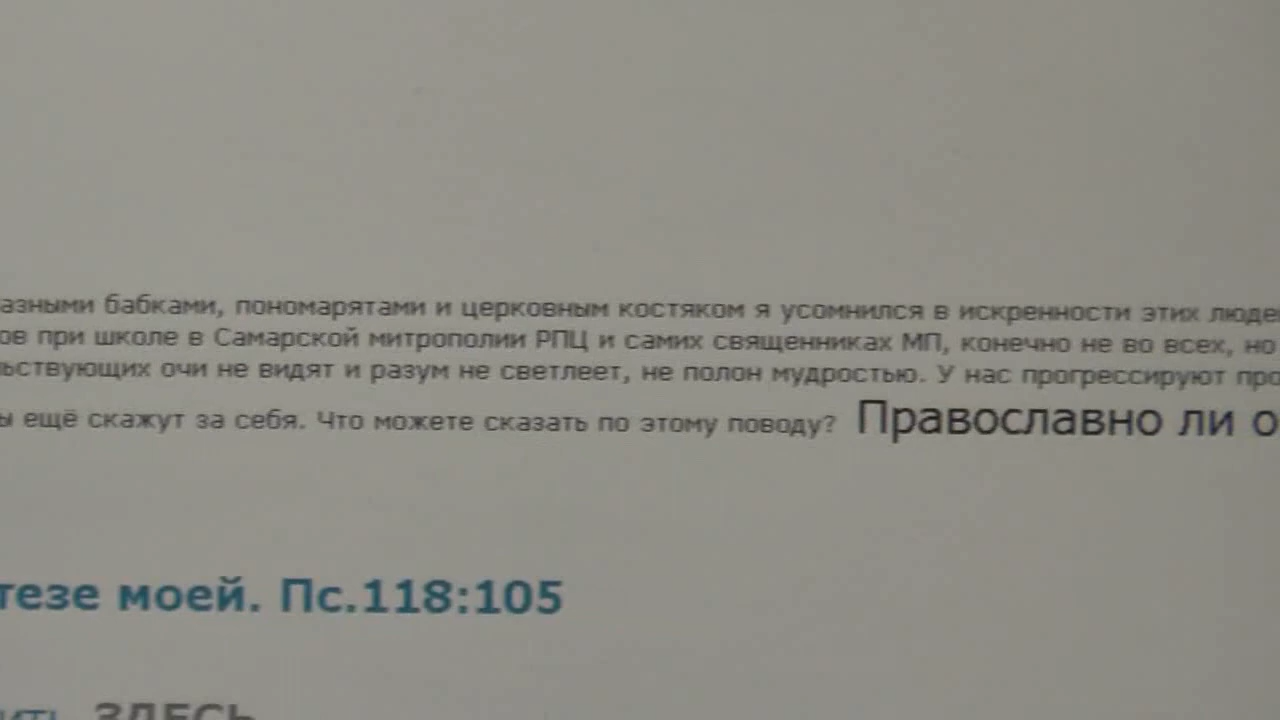 азными бабками, пономарятами и церковным костяком я усомнился в искренности этих люде
ов при школе в Самарской митрополии РПЦ и самих священниках МП, конечно не во всех, но
ьствующих очи не видят и разум не светлеет, не полон мудростью. У нас прогрессируют про
ы ещё скажут за себя. Что можете сказать по этому поводу? Православно ли о
тезе моей. Пс.118:105
ить ЗДЕСЬ